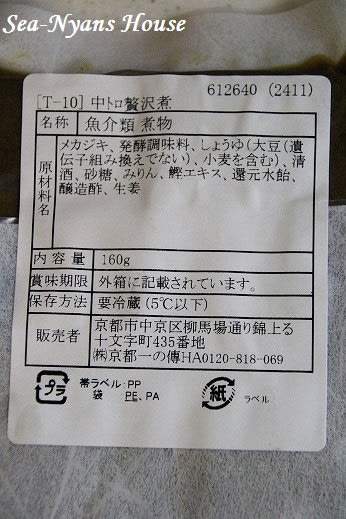 Sea-Nyans House
612640 (2411)
[T-10] 中トロ贅沢煮
名称 魚介類 煮物
原材料名
メカジキ、発酵調味料、しょうゆ(大豆(遺
伝子組み換えでない)、小麦を含む)、清
酒、砂糖、みりん、鰹エキス、還元水飴、
醸造酢、生姜
内容量 160g
賞味期限 外箱に記載されています。
保存方法 要冷蔵(5℃以下)
販売者
京都市中京区柳馬場通り錦上る
十文字町435番地
㈱京都一の傳HA0120-818-069
プラ
帯ラベル:PP
袋 PE、PA
紙
ラベル